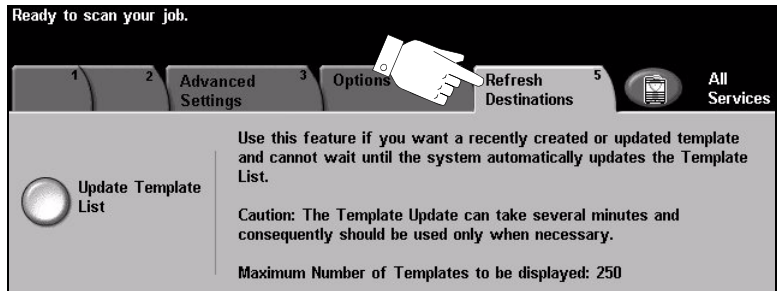 Ready to scan your job.
1
2
Advanced Settings 3
Options
Refresh Destinations 5
All Services
Update Template List
Use this feature if you want a recently created or updated template
and cannot wait until the system automatically updates the Template
List.
Caution: The Template Update can take several minutes and
consequently should be used only when necessary.
Maximum Number of Templates to be displayed: 250